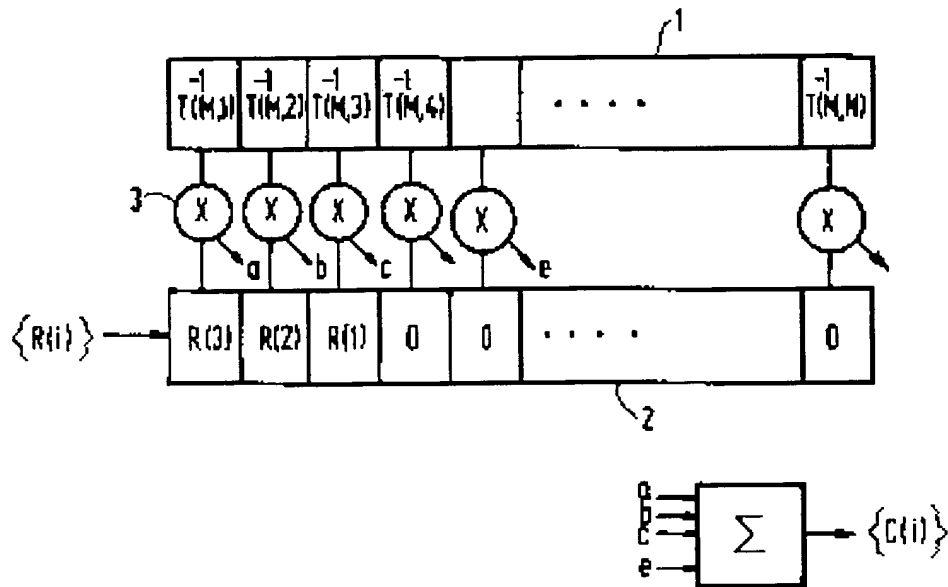 1
-1 -1 -1 -1 -1
T(M,1) T(M,2) T(M,3) T(M,4) . . . . T(M,M)
3 X X X X X X
a b c e
{R(i)} R(3) R(2) R(1) 0 0 . . . . 0
2
a
b
c
e
Σ {C(i)}